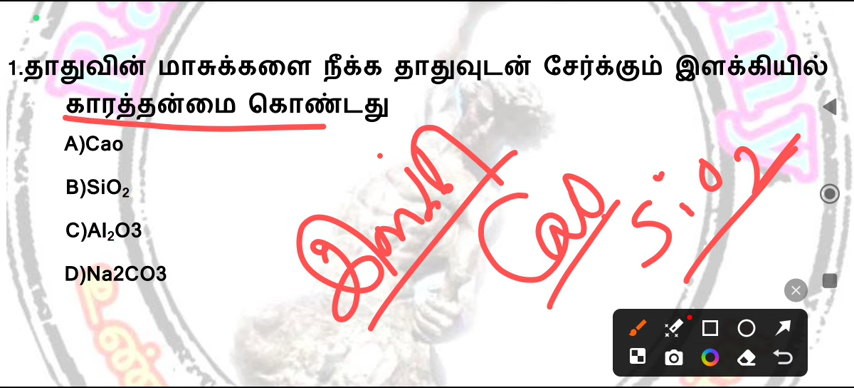 1.தாதுவின் மாசுக்களை நீக்க தாதுவுடன் சேர்க்கும் இளக்கியில்
காரத்தன்மை கொண்டது
A)Cao
B)SiO₂
C)Al₂O3
D)Na2CO3
Cao
SiO2